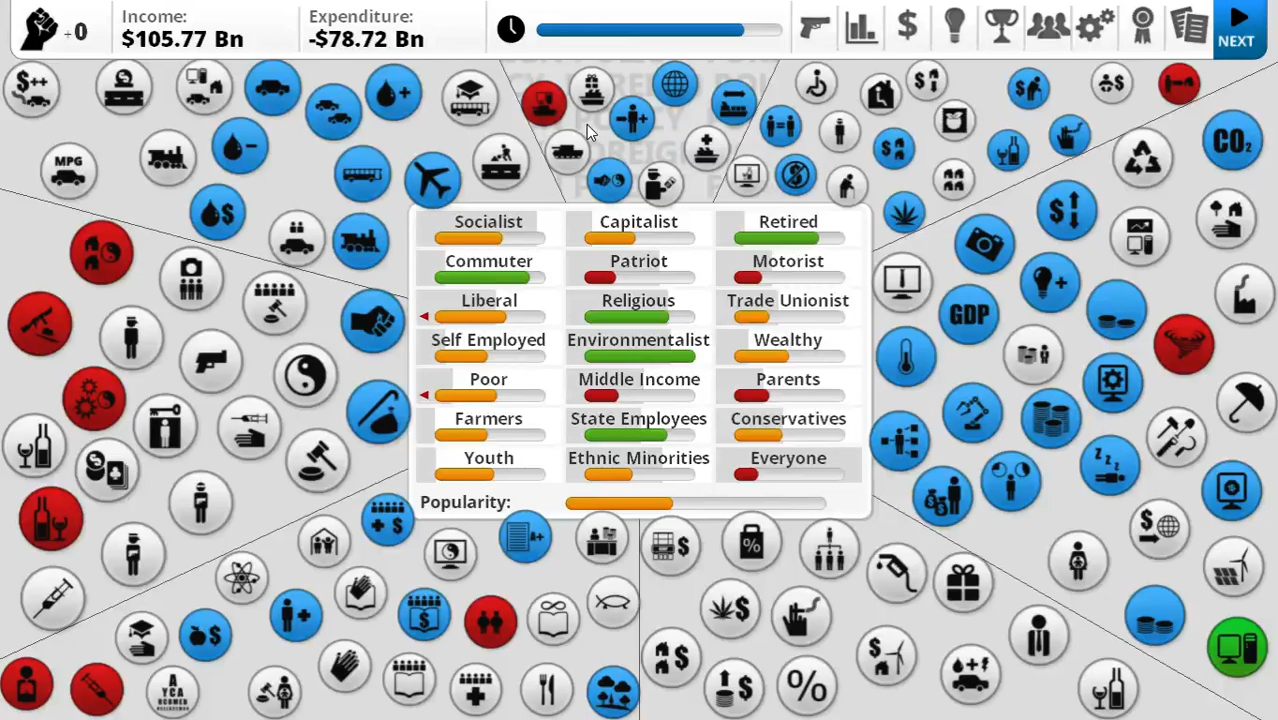 +0
Income:
$105.77 Bn
Expenditure:
-$78.72 Bn
NEXT
MPG
CO₂
GDP
Socialist
Capitalist
Retired
Commuter
Patriot
Motorist
Liberal
Religious
Trade Unionist
Self Employed
Environmentalist
Wealthy
Poor
Middle Income
Parents
Farmers
State Employees
Conservatives
Youth
Ethnic Minorities
Everyone
Popularity: